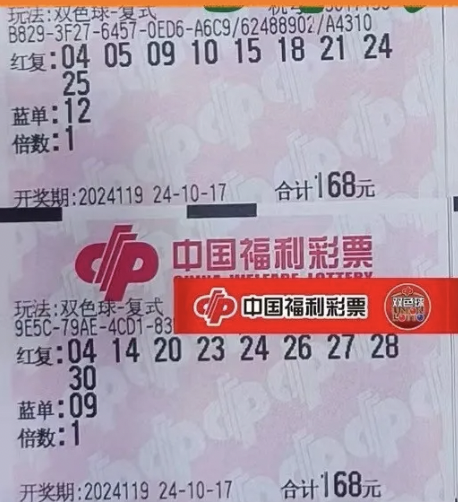 玩法:双色球-复式
B829-3F27-6457-0ED6-A6C9/62488902/A4310
红复:04 05 09 10 15 18 21 24
25
蓝单:12
倍数:1
开奖期:2024119 24-10-17 合计168元
中国福利彩票
CHINA WELFARE LOTTERY
玩法:双色球-复式
中国福利彩票 双色球 UNION LOTTO
9E5C-79AE-4CD1-83
红复:04 14 20 23 24 26 27 28
30
蓝单:09
倍数:1
开奖期:2024119 24-10-17 合计168元